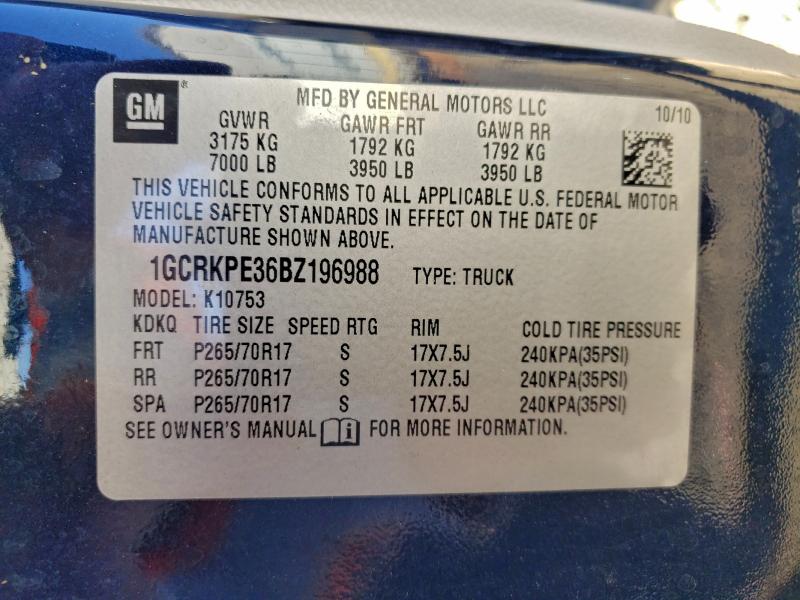 GM
MFD BY GENERAL MOTORS LLC 10/10
GVWR GAWR FRT GAWR RR
3175 KG 1792 KG 1792 KG
7000 LB 3950 LB 3950 LB
THIS VEHICLE CONFORMS TO ALL APPLICABLE U.S. FEDERAL MOTOR
VEHICLE SAFETY STANDARDS IN EFFECT ON THE DATE OF
MANUFACTURE SHOWN ABOVE.
1GCRKPE36BZ196988 TYPE: TRUCK
MODEL: K10753
KDKQ TIRE SIZE SPEED RTG RIM COLD TIRE PRESSURE
FRT P265/70R17 S 17X7.5J 240KPA(35PSI)
RR P265/70R17 S 17X7.5J 240KPA(35PSI)
SPA P265/70R17 S 17X7.5J 240KPA(35PSI)
SEE OWNER'S MANUAL i FOR MORE INFORMATION.